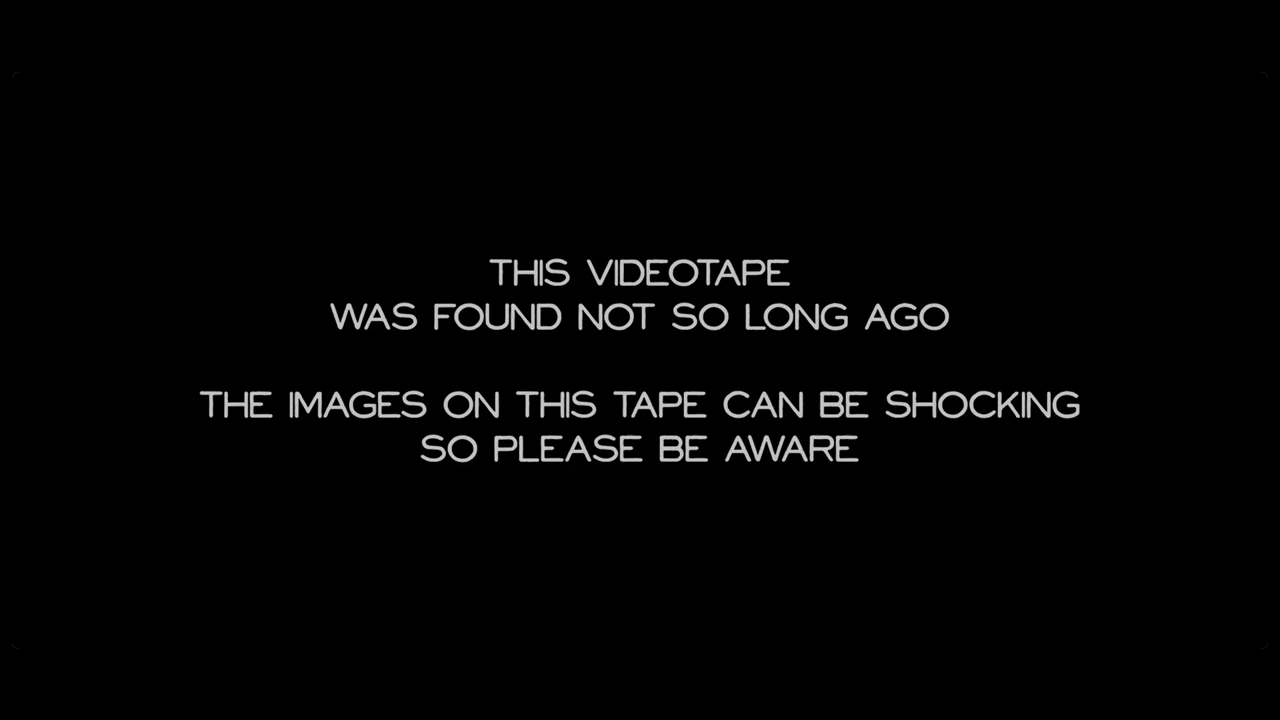 THIS VIDEOTAPE
WAS FOUND NOT SO LONG AGO
THE IMAGES ON THIS TAPE CAN BE SHOCKING
SO PLEASE BE AWARE